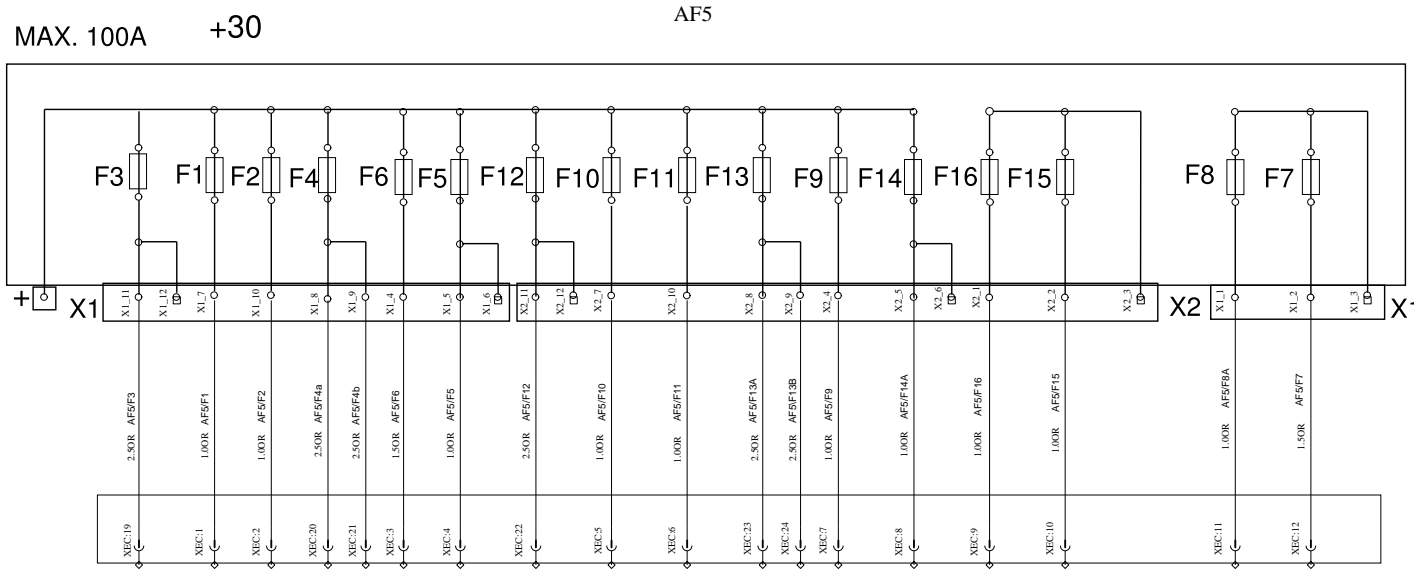 AF5
MAX. 100A +30
F3 F1 F2 F4 F6 F5 F12 F10 F11 F13 F9 F14 F16 F15 F8 F7
+ X1 X1_11 X1_12 X1_7 X1_10 X1_8 X1_9 X1_4 X1_5 X1_6 X2_11 X2_12 X2_7 X2_10 X2_8 X2_9 X2_4 X2_5 X2_6 X2_1 X2_2 X2_3 X2 X1_1 X1_2 X1_3 X1
2.5OR AF5/F3
1.0OR AF5/F1
1.0OR AF5/F2
2.5OR AF5/F4a
2.5OR AF5/F4b
1.5OR AF5/F6
1.0OR AF5/F5
2.5OR AF5/F12
1.0OR AF5/F10
1.0OR AF5/F11
2.5OR AF5/F13A
2.5OR AF5\F13B
1.0OR AF5/F9
1.0OR AF5/F14A
1.0OR AF5/F16
1.0OR AF5/F15
1.0OR AF5/F8A
1.5OR AF5/F7
XEC:19 XEC:1 XEC:2 XEC:20 XEC:21 XEC:3 XEC:4 XEC:22 XEC:5 XEC:6 XEC:23 XEC:24 XEC:7 XEC:8 XEC:9 XEC:10 XEC:11 XEC:12